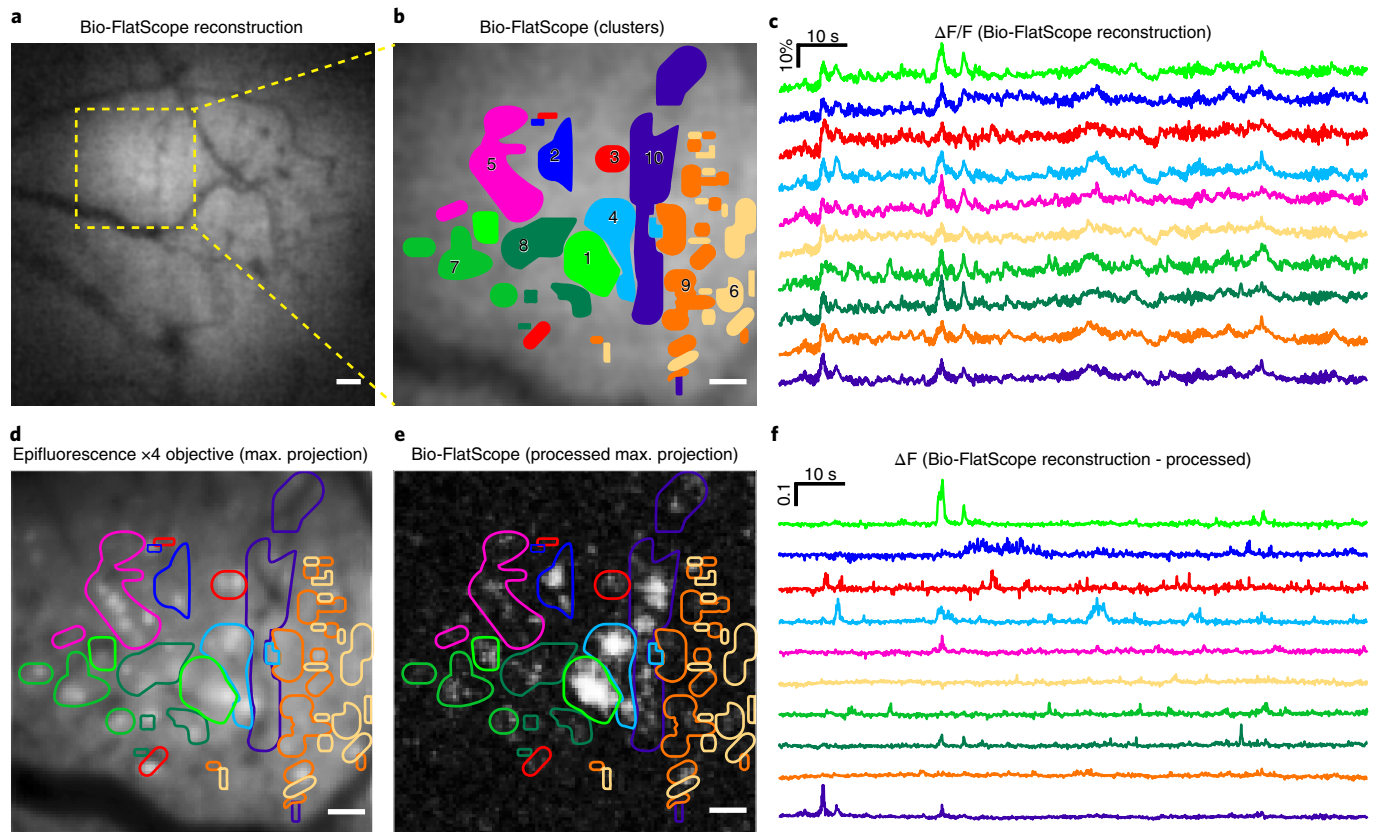 a
Bio-FlatScope reconstruction
b
Bio-FlatScope (clusters)
5
2
3
10
4
8
1
7
9
6
c
10 s
10%
ΔF/F (Bio-FlatScope reconstruction)
d
Epifluorescence ×4 objective (max. projection)
e
Bio-FlatScope (processed max. projection)
f
ΔF (Bio-FlatScope reconstruction - processed)
10 s
0.1